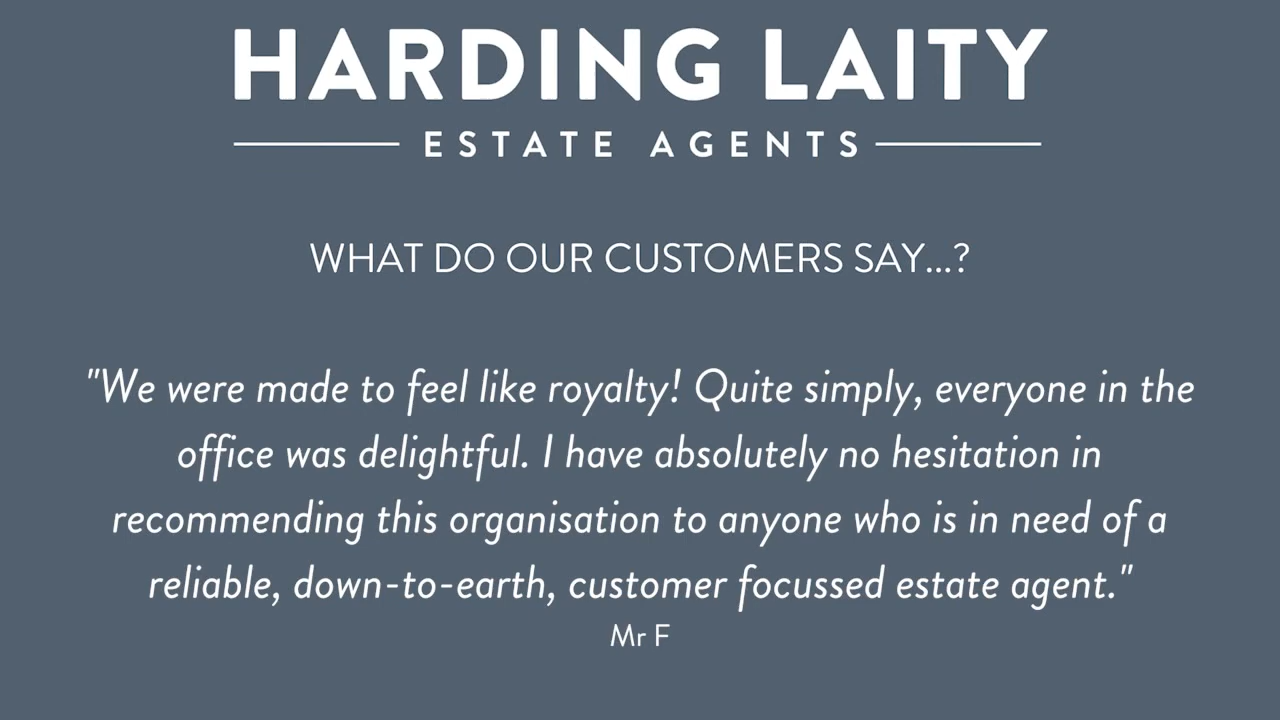 HARDING LAITY
ESTATE AGENTS
WHAT DO OUR CUSTOMERS SAY...?
"We were made to feel like royalty! Quite simply, everyone in the
office was delightful. I have absolutely no hesitation in
recommending this organisation to anyone who is in need of a
reliable, down-to-earth, customer focussed estate agent."
Mr F